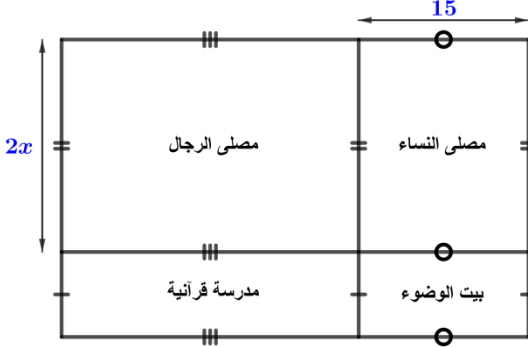 15
2x
مصلى النساء
مصلى الرجال
بيت الوضوء
مدرسة قرآنية